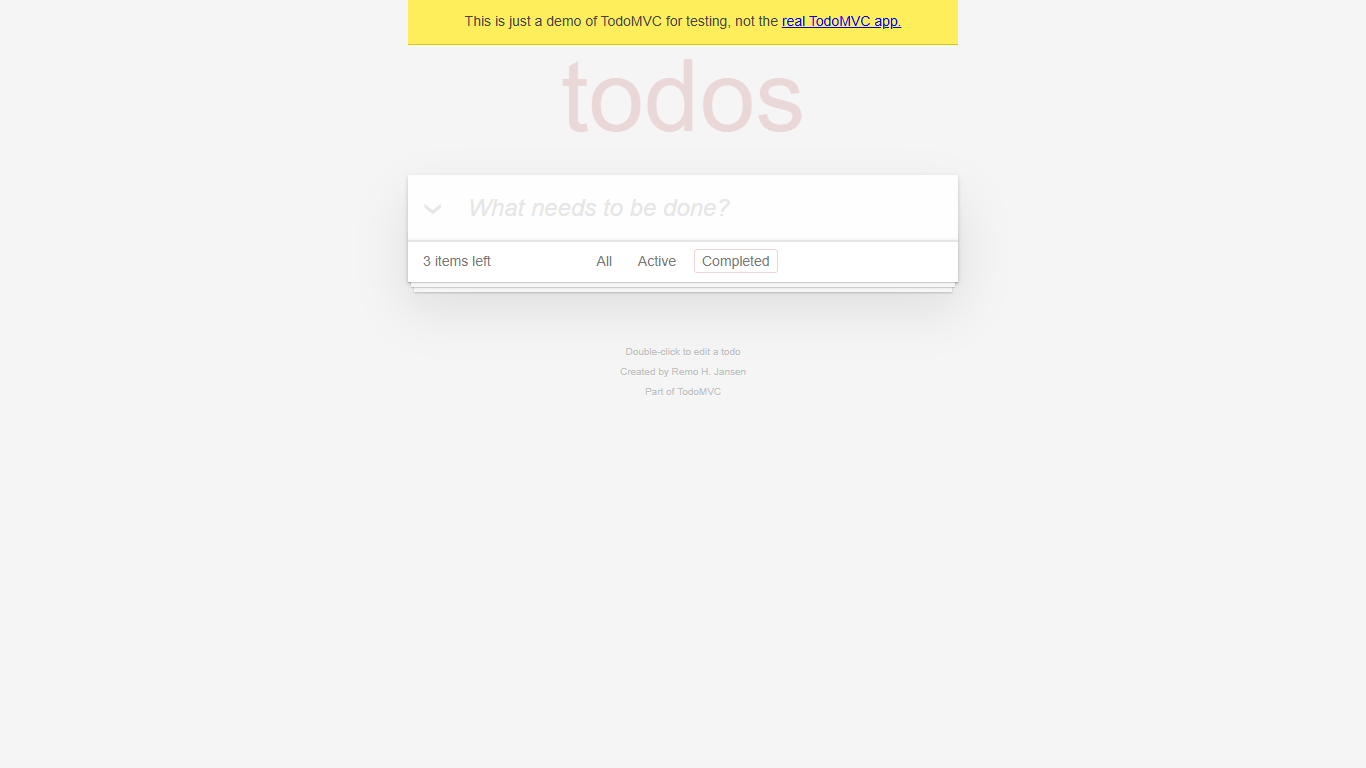 This is just a demo of TodoMVC for testing, not the real TodoMVC app.
todos
What needs to be done?
3 items left All Active Completed
Double-click to edit a todo
Created by Remo H. Jansen
Part of TodoMVC